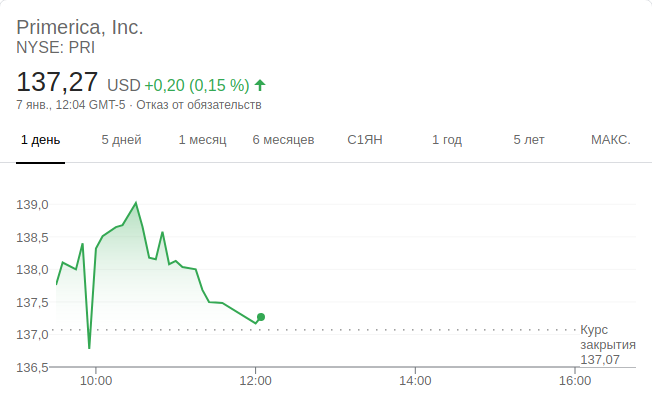 Primerica, Inc.
NYSE: PRI
137,27 USD +0,20 (0,15 %)
7 янв., 12:04 GMT-5 · Отказ от обязательств
1 день 5 дней 1 месяц 6 месяцев С1ЯН 1 год 5 лет МАКС.
139,0
138,5
138,0
137,5
137,0
136,5
Курс
закрытия
137,07
10:00 12:00 14:00 16:00